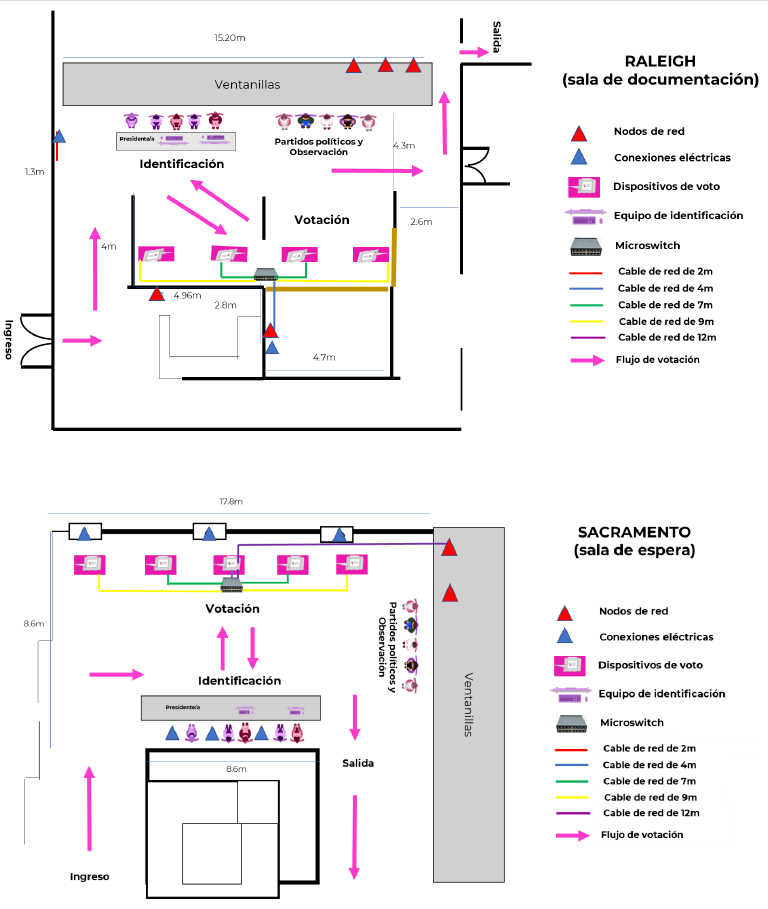 15.20m
Salida
RALEIGH
(sala de documentación)
Ventanillas
Presidente/a
Partidos políticos y
Observación
4.3m
Identificación
1.3m
Votación
2.6m
4m
4.96m
2.8m
4.7m
Ingreso
Nodos de red
Conexiones eléctricas
Dispositivos de voto
Equipo de identificación
Microswitch
Cable de red de 2m
Cable de red de 4m
Cable de red de 7m
Cable de red de 9m
Cable de red de 12m
Flujo de votación
17.8m
SACRAMENTO
(sala de espera)
8.6m
Votación
Partidos políticos y
Observación
Identificación
Presidente/a
Ventanillas
Salida
8.6m
Ingreso
Nodos de red
Conexiones eléctricas
Dispositivos de voto
Equipo de identificación
Microswitch
Cable de red de 2m
Cable de red de 4m
Cable de red de 7m
Cable de red de 9m
Cable de red de 12m
Flujo de votación